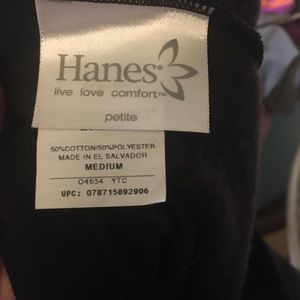 Hanes
live love comfort™
petite
50%COTTON/50%POLYESTER
MADE IN EL SALVADOR
MEDIUM
O4634 YTC
UPC: 078715892906